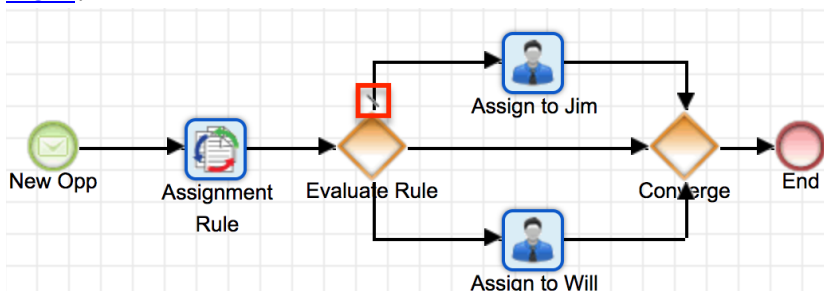 Assign to Jim
New Opp
Assignment
Rule
Evaluate Rule
Converge
End
Assign to Will